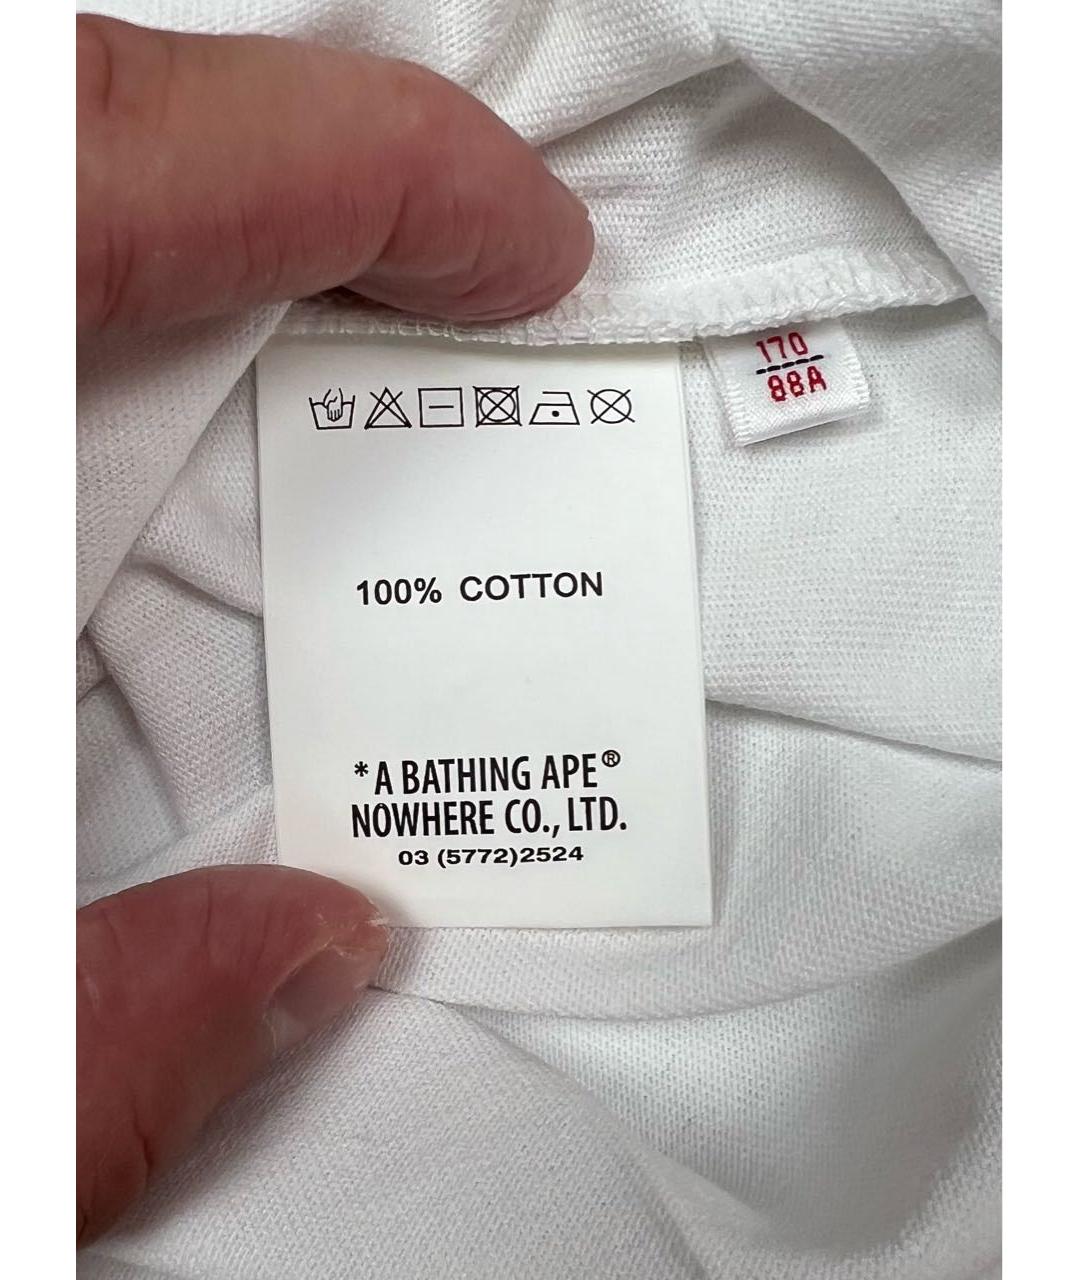 170
88A
100% COTTON
*A BATHING APE®
NOWHERE CO., LTD.
03 (5772)2524